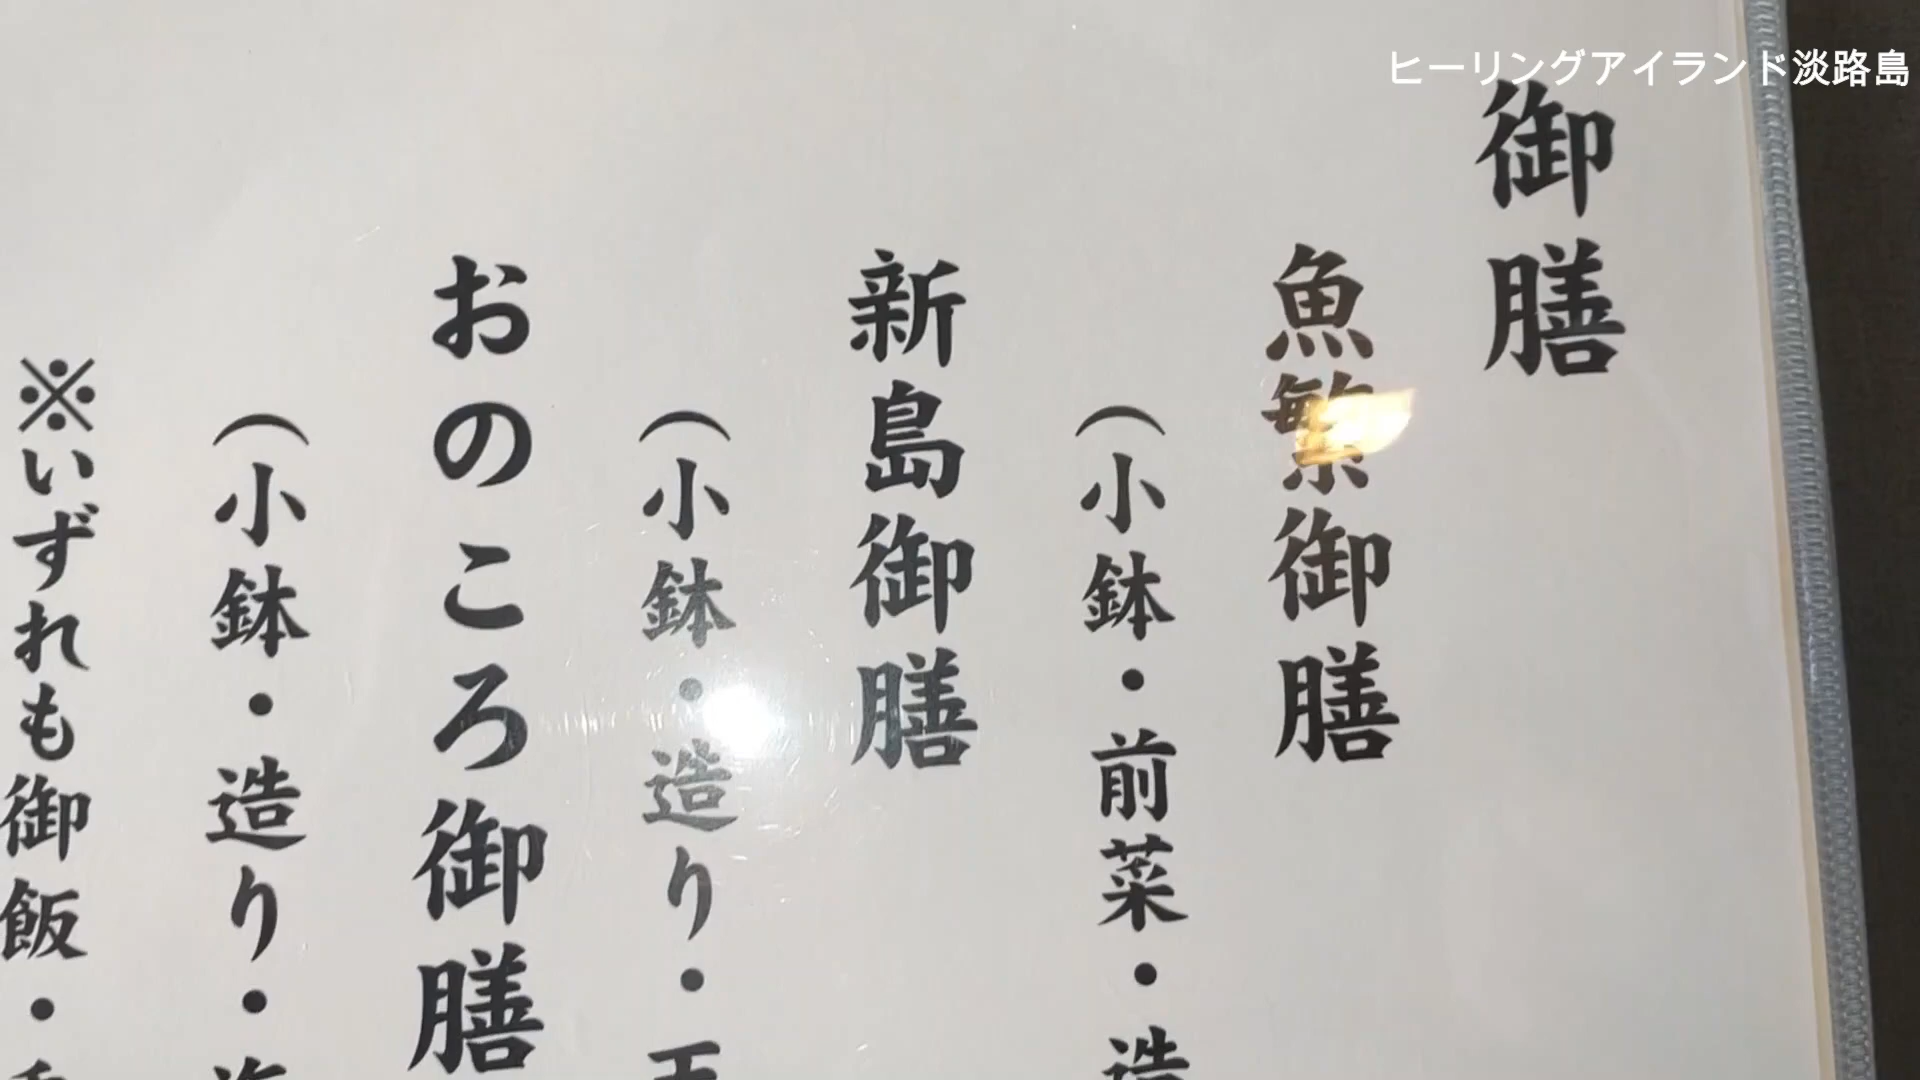 ヒーリングアイランド淡路島
御膳
魚繁御膳
（小鉢・前菜・造
新島御膳
（小鉢・造り・
おのころ御膳
（小鉢・造り・
※いずれも御飯・